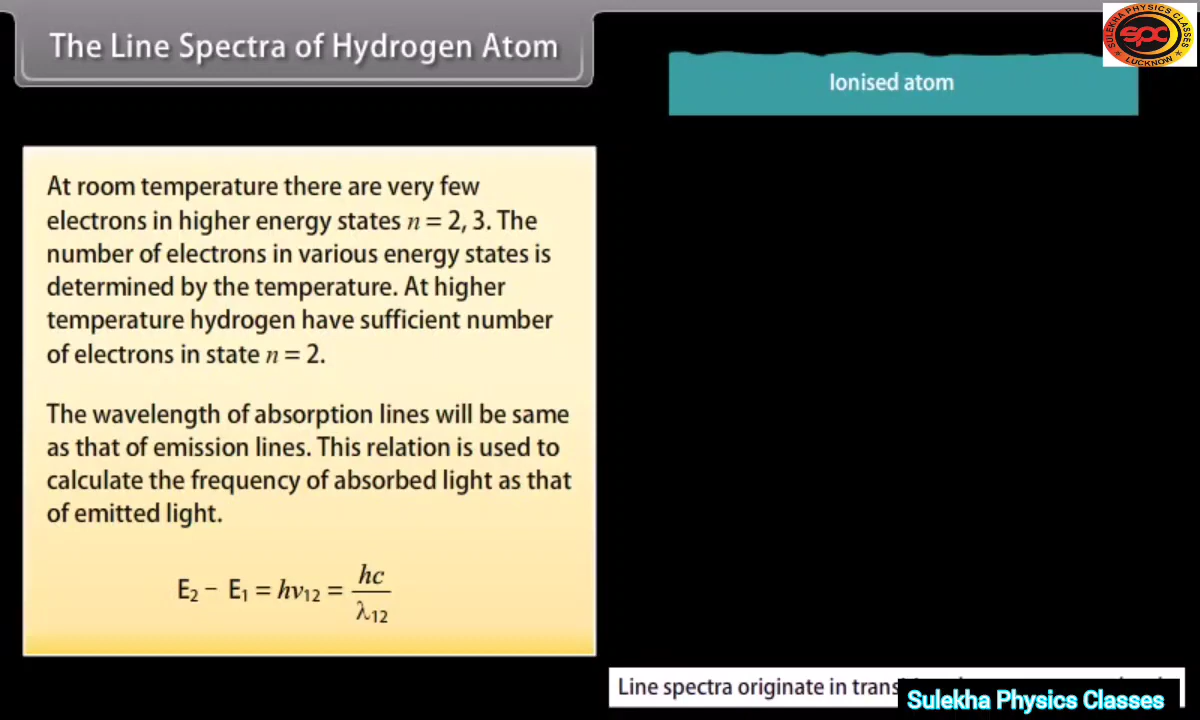 The Line Spectra of Hydrogen Atom
SULEKHA PHYSICS CLASSES
spc
LUCKNOW
Ionised atom
At room temperature there are very few
electrons in higher energy states n = 2, 3. The
number of electrons in various energy states is
determined by the temperature. At higher
temperature hydrogen have sufficient number
of electrons in state n = 2.
The wavelength of absorption lines will be same
as that of emission lines. This relation is used to
calculate the frequency of absorbed light as that
of emitted light.
E₂ − E₁ = hν₁₂ = hc / λ₁₂
Line spectra originate in
Sulekha Physics Classes